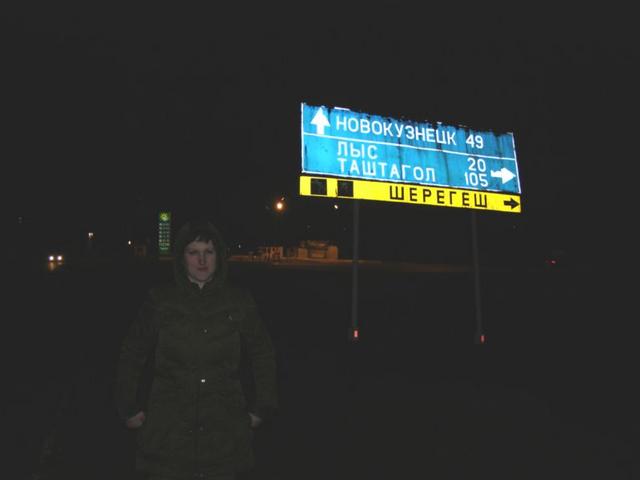 НОВОКУЗНЕЦК 49
ЛЫС 20
ТАШТАГОЛ 105
ШЕРЕГЕШ